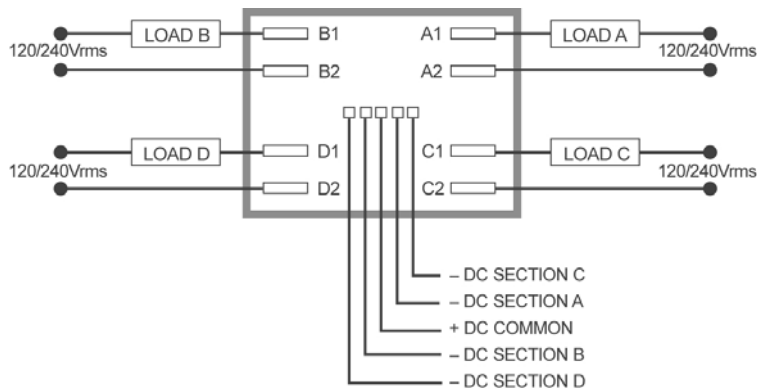 LOAD B B1 A1 LOAD A
120/240Vrms 120/240Vrms
B2 A2
LOAD D D1 C1 LOAD C
120/240Vrms 120/240Vrms
D2 C2
– DC SECTION C
– DC SECTION A
+ DC COMMON
– DC SECTION B
– DC SECTION D